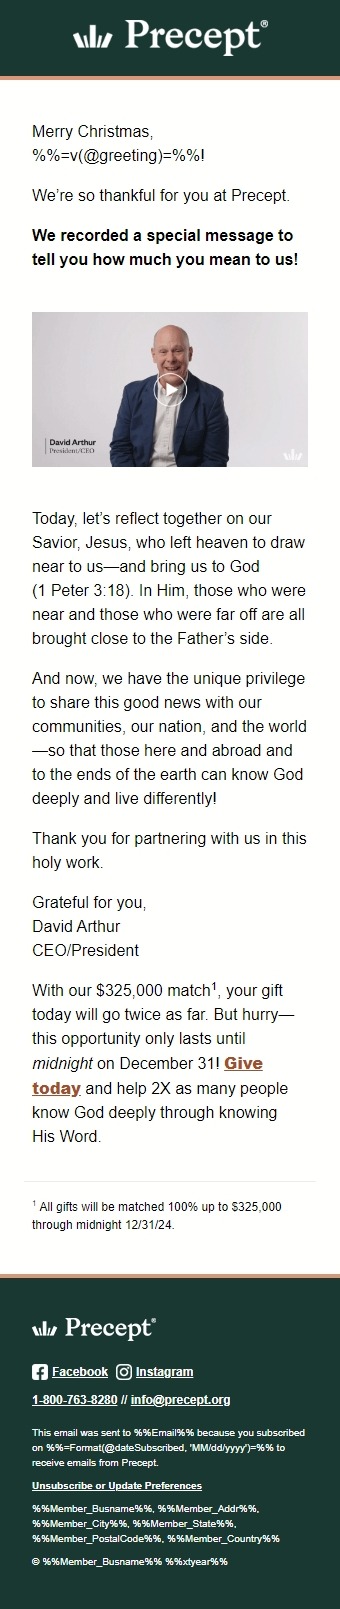 Precept®
Merry Christmas,
%%=v(@greeting)=%%!
We’re so thankful for you at Precept.
We recorded a special message to
tell you how much you mean to us!
David Arthur
President/CEO
Today, let’s reflect together on our
Savior, Jesus, who left heaven to draw
near to us—and bring us to God
(1 Peter 3:18). In Him, those who were
near and those who were far off are all
brought close to the Father’s side.
And now, we have the unique privilege
to share this good news with our
communities, our nation, and the world
—so that those here and abroad and
to the ends of the earth can know God
deeply and live differently!
Thank you for partnering with us in this
holy work.
Grateful for you,
David Arthur
CEO/President
With our $325,000 match¹, your gift
today will go twice as far. But hurry—
this opportunity only lasts until
midnight on December 31! Give
today and help 2X as many people
know God deeply through knowing
His Word.
¹ All gifts will be matched 100% up to $325,000
through midnight 12/31/24.
Precept®
Facebook Instagram
1-800-763-8280 // info@precept.org
This email was sent to %%Email%% because you subscribed
on %%=Format(@dateSubscribed, 'MM/dd/yyyy')=%% to
receive emails from Precept.
Unsubscribe or Update Preferences
%%Member_Busname%%, %%Member_Addr%%,
%%Member_City%%, %%Member_State%%,
%%Member_PostalCode%%, %%Member_Country%%
© %%Member_Busname%% %%xtyear%%